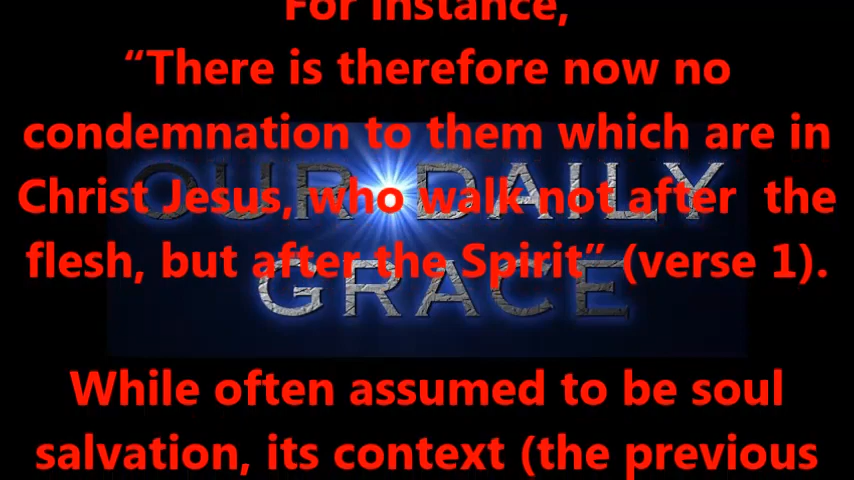 For instance,
“There is therefore now no
condemnation to them which are in
Christ Jesus, who walk not after  the
flesh, but after the Spirit” (verse 1).
OUR DAILY
GRACE
While often assumed to be soul
salvation, its context (the previous